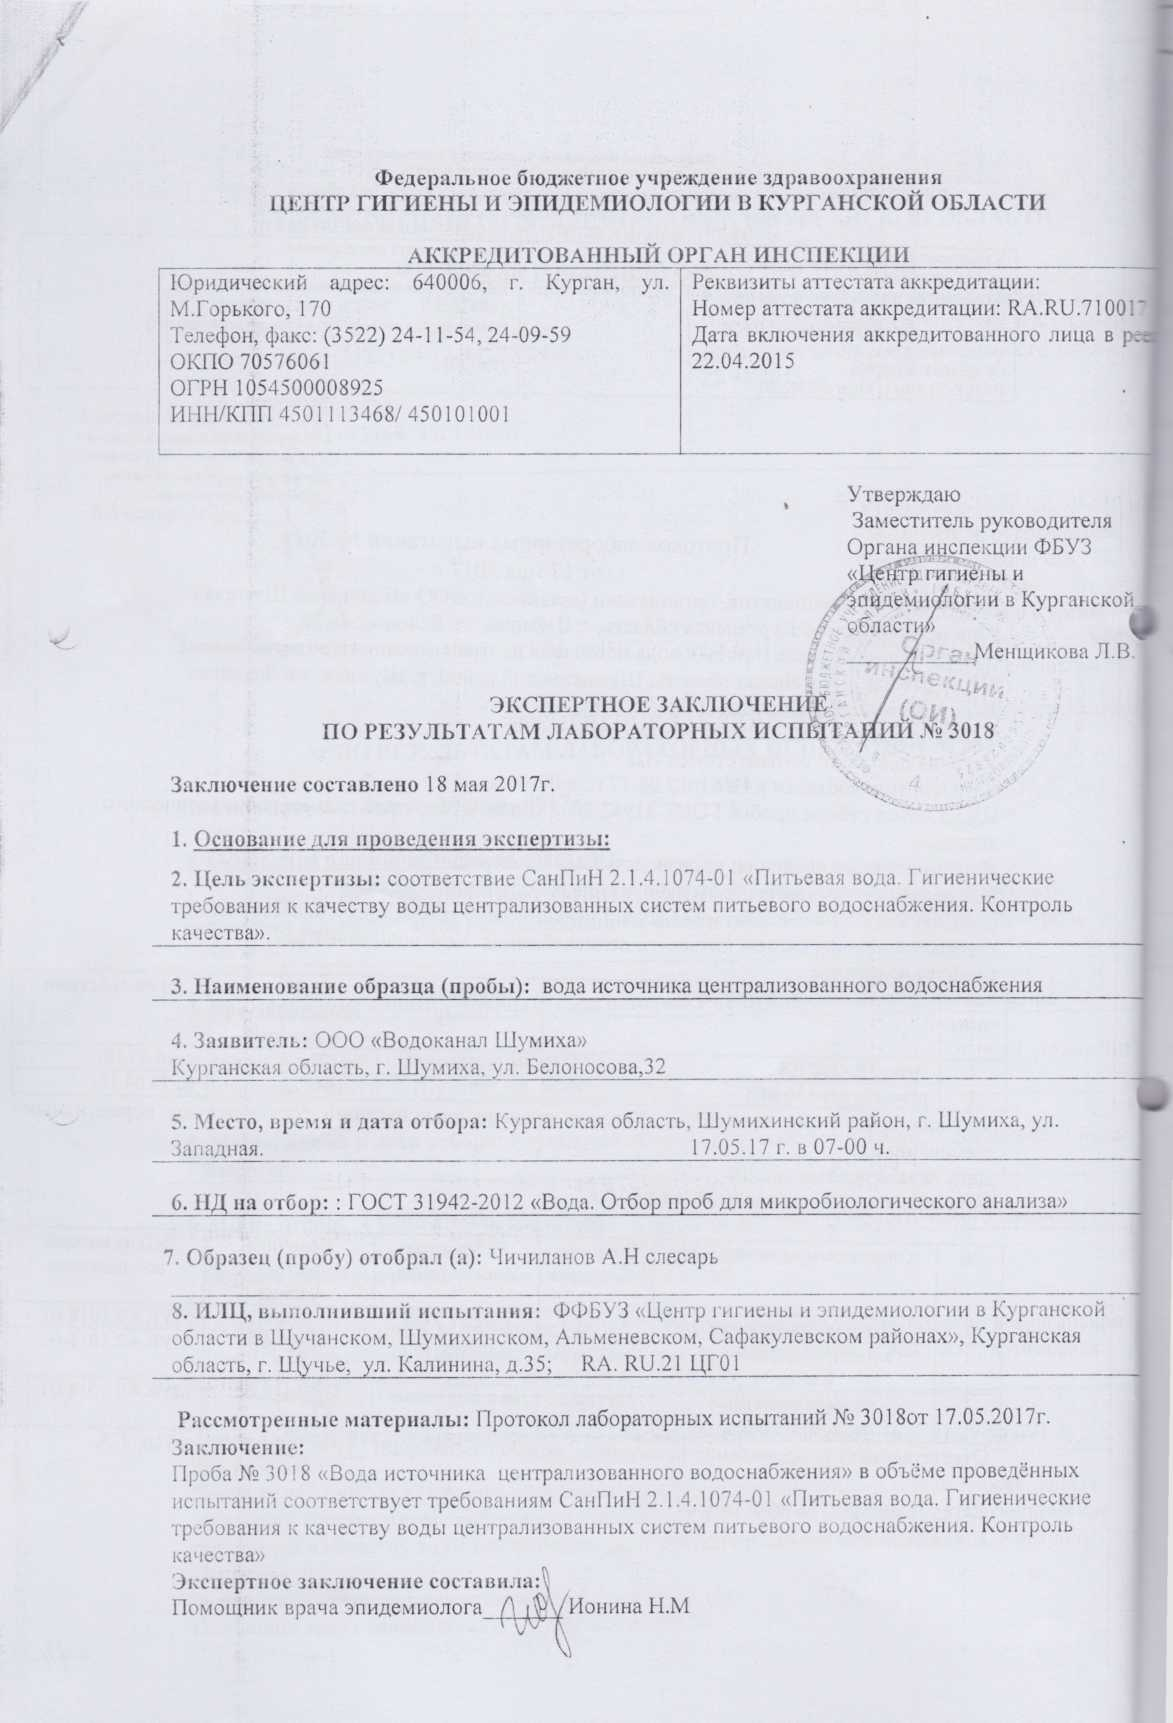 Федеральное бюджетное учреждение здравоохранения
ЦЕНТР ГИГИЕНЫ И ЭПИДЕМИОЛОГИИ В КУРГАНСКОЙ ОБЛАСТИ
АККРЕДИТОВАННЫЙ ОРГАН ИНСПЕКЦИИ
Юридический адрес: 640006, г. Курган, ул.
М.Горького, 170
Телефон, факс: (3522) 24-11-54, 24-09-59
ОКПО 70576061
ОГРН 1054500008925
ИНН/КПП 4501113468/ 450101001
Реквизиты аттестата аккредитации:
Номер аттестата аккредитации: RA.RU.710017
Дата включения аккредитованного лица в
22.04.2015
Утверждаю
Заместитель руководителя
Органа инспекции ФБУЗ
«Центр гигиены и
эпидемиологии в Курганской
области»
Менщикова Л.В.
Орган
инспекции
(ОИ)
4
ЭКСПЕРТНОЕ ЗАКЛЮЧЕНИЕ
ПО РЕЗУЛЬТАТАМ ЛАБОРАТОРНЫХ ИСПЫТАНИЙ № 3018
Заключение составлено 18 мая 2017г.
1. Основание для проведения экспертизы:
2. Цель экспертизы: соответствие СанПиН 2.1.4.1074-01 «Питьевая вода. Гигиенические
требования к качеству воды централизованных систем питьевого водоснабжения. Контроль
качества».
3. Наименование образца (пробы): вода источника централизованного водоснабжения
4. Заявитель: ООО «Водоканал Шумиха»
Курганская область, г. Шумиха, ул. Белоносова,32
5. Место, время и дата отбора: Курганская область, Шумихинский район, г. Шумиха, ул.
Западная. 17.05.17 г. в 07-00 ч.
6. НД на отбор: : ГОСТ 31942-2012 «Вода. Отбор проб для микробиологического анализа»
7. Образец (пробу) отобрал (а): Чичиланов А.Н слесарь
8. ИЛЦ, выполнивший испытания: ФФБУЗ «Центр гигиены и эпидемиологии в Курганской
области в Щучанском, Шумихинском, Альменевском, Сафакулевском районах», Курганская
область, г. Щучье, ул. Калинина, д.35; RA. RU.21 ЦГ01
Рассмотренные материалы: Протокол лабораторных испытаний № 3018от 17.05.2017г.
Заключение:
Проба № 3018 «Вода источника централизованного водоснабжения» в объёме проведённых
испытаний соответствует требованиям СанПиН 2.1.4.1074-01 «Питьевая вода. Гигиенические
требования к качеству воды централизованных систем питьевого водоснабжения. Контроль
качества»
Экспертное заключение составила:
Помощник врача эпидемиолога Ионина Н.М